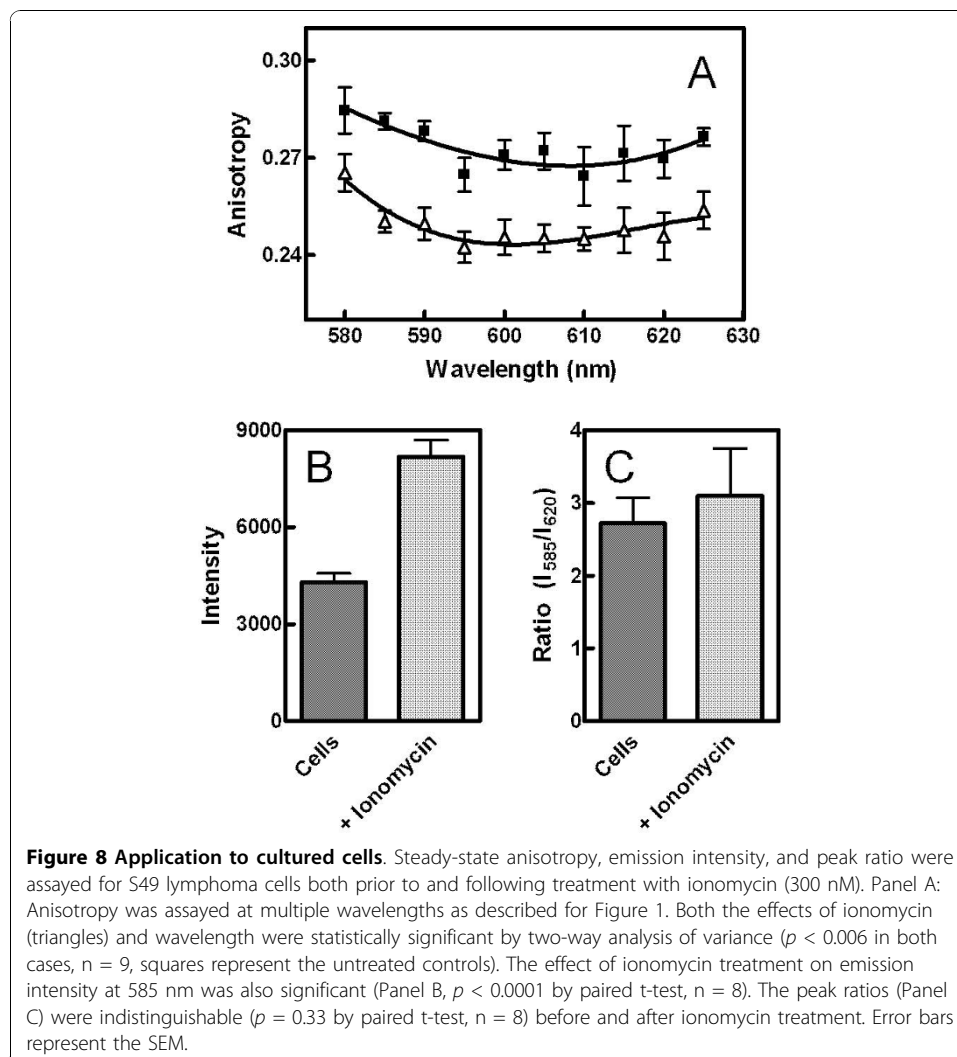 0.30
0.27
0.24
Anisotropy
A
580 590 600 610 620 630
Wavelength (nm)
9000
6000
3000
0
Intensity
B
Cells
+ Ionomycin
4
3
2
1
0
Ratio (I585/I620)
C
Cells
+ Ionomycin
Figure 8 Application to cultured cells. Steady-state anisotropy, emission intensity, and peak ratio were
assayed for S49 lymphoma cells both prior to and following treatment with ionomycin (300 nM). Panel A:
Anisotropy was assayed at multiple wavelengths as described for Figure 1. Both the effects of ionomycin
(triangles) and wavelength were statistically significant by two-way analysis of variance (p < 0.006 in both
cases, n = 9, squares represent the untreated controls). The effect of ionomycin treatment on emission
intensity at 585 nm was also significant (Panel B, p < 0.0001 by paired t-test, n = 8). The peak ratios (Panel
C) were indistinguishable (p = 0.33 by paired t-test, n = 8) before and after ionomycin treatment. Error bars
represent the SEM.